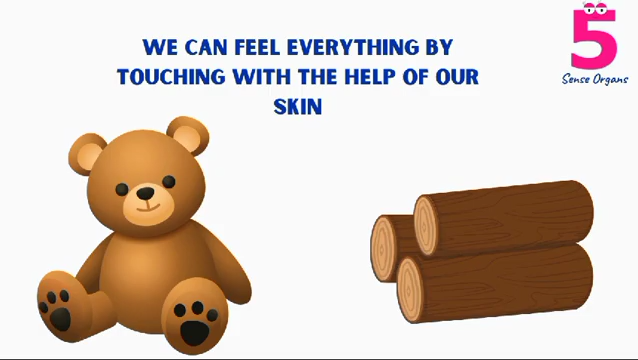 WE CAN FEEL EVERYTHING BY
TOUCHING WITH THE HELP OF OUR
SKIN
5
Sense Organs